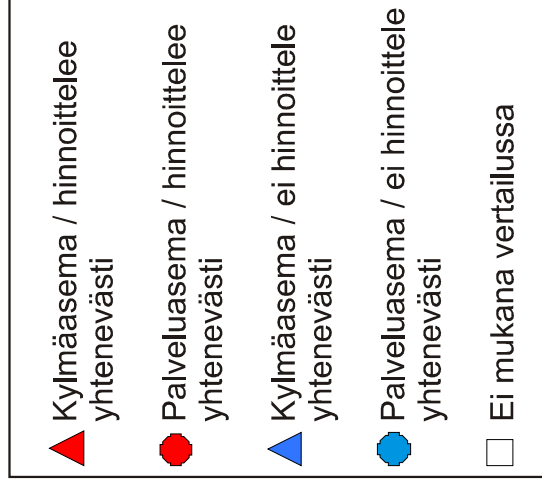 Kylmäasema / hinnoittelee
yhtenevästi
Palveluasema / hinnoittelee
yhtenevästi
Kylmäasema / ei hinnoittele
yhtenevästi
Palveluasema / ei hinnoittele
yhtenevästi
Ei mukana vertailussa